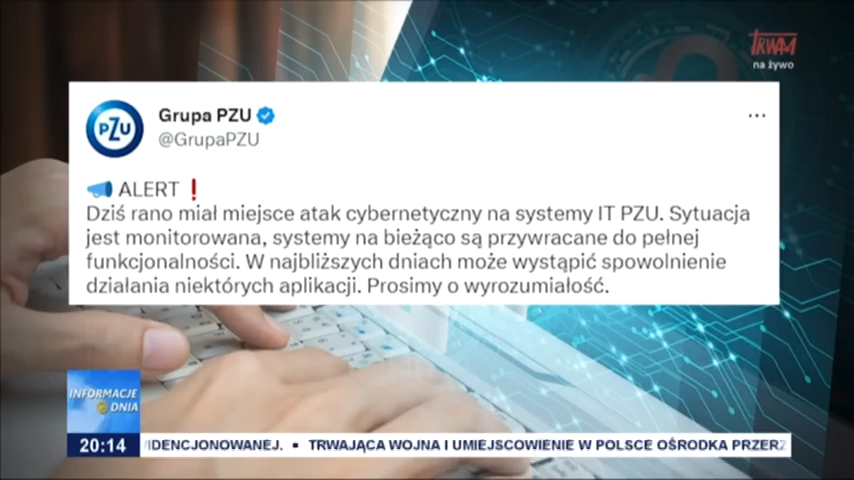 TRWAM
na żywo
Grupa PZU
@GrupaPZU
PZU
ALERT❗
Dziś rano miał miejsce atak cybernetyczny na systemy IT PZU. Sytuacja
jest monitorowana, systemy na bieżąco są przywracane do pełnej
funkcjonalności. W najbliższych dniach może wystąpić spowolnienie
działania niektórych aplikacji. Prosimy o wyrozumiałość.
INFORMACJE
DNIA
20:14
IDENCJONOWANEJ. ▪ TRWAJĄCA WOJNA I UMIEJSCOWIENIE W POLSCE OŚRODKA PRZERZ